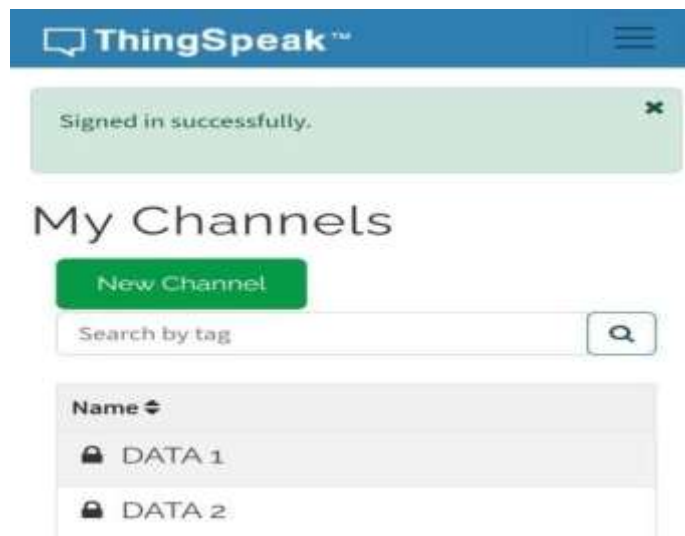 ThingSpeak™
Signed in successfully.
My Channels
New Channel
Search by tag
Name
DATA 1
DATA 2